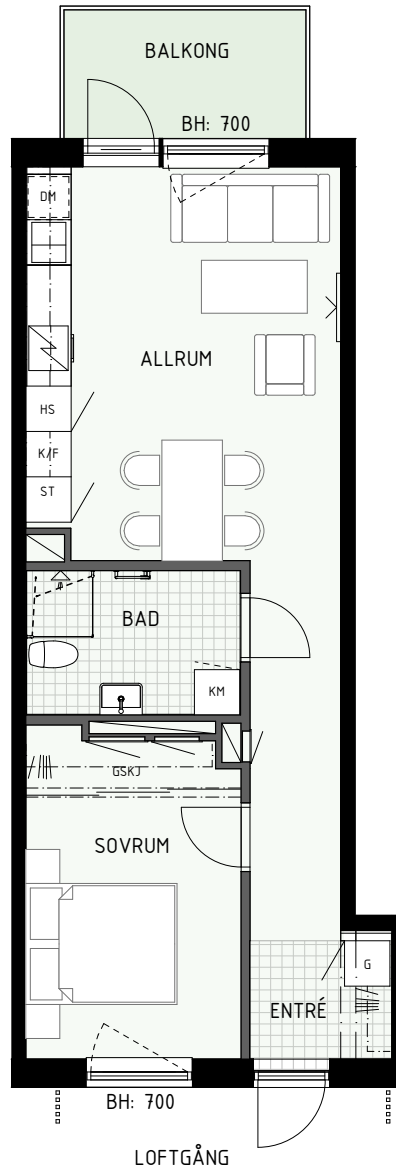 BALKONG
BH: 700
DM
ALLRUM
HS
K/F
ST
BAD
KM
GSKJ
SOVRUM
G
ENTRÉ
BH: 700
LOFTGÅNG